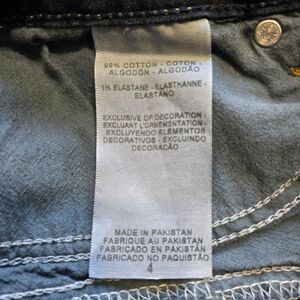 99% COTTON - COTON -
ALGODÓN - ALGODÃO
1% ELASTANE - ELASTHANNE -
ELASTANO
EXCLUSIVE OF DECORATION -
EXCLUANT L'ORNEMENTATION -
EXCLUYENDO ELEMENTOS
DECORATIVOS - EXCLUINDO
DECORAÇÃO
MADE IN PAKISTAN
FABRIQUE AU PAKISTAN
FABRICADO EN PAKISTÁN
FABRICADO NO PAQUISTÃO
4